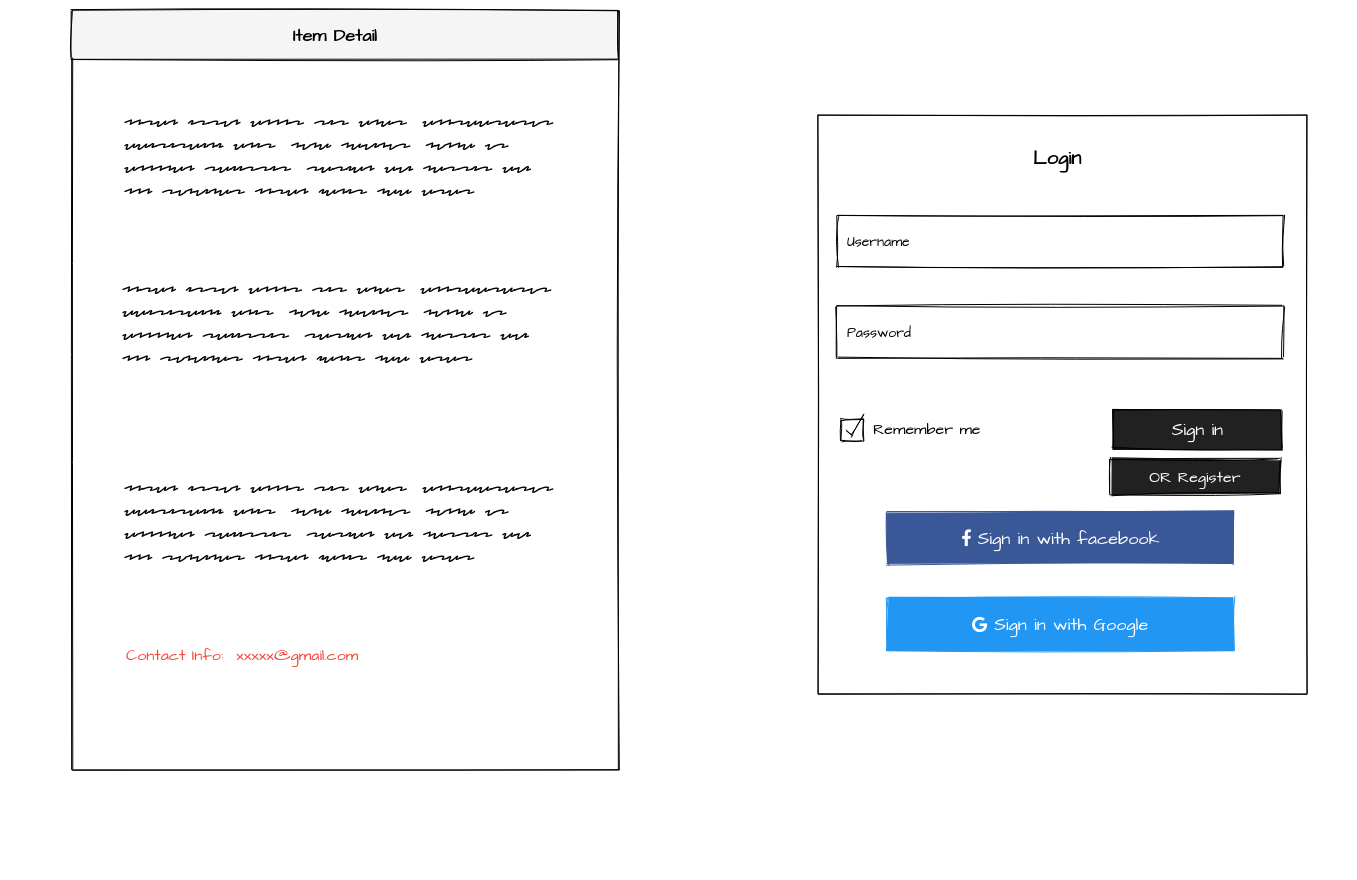 Item Detail
Contact Info: xxxxx@gmail.com
Login
Username
Password
Remember me
Sign in
OR Register
Sign in with facebook
Sign in with Google